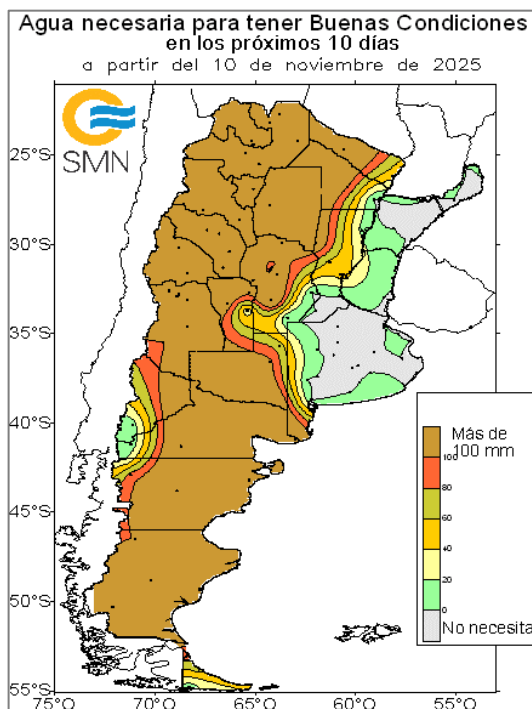 Agua necesaria para tener Buenas Condiciones
en los próximos 10 días
a partir del 10 de noviembre de 2025
SMN
25°S
30°S
35°S
40°S
45°S
50°S
55°S
75°O
70°O
65°O
60°O
55°O
Más de
100 mm
100
80
60
40
20
0
No necesita